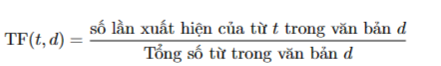 TF(t, d) = số lần xuất hiện của từ t trong văn bản d
Tổng số từ trong văn bản d